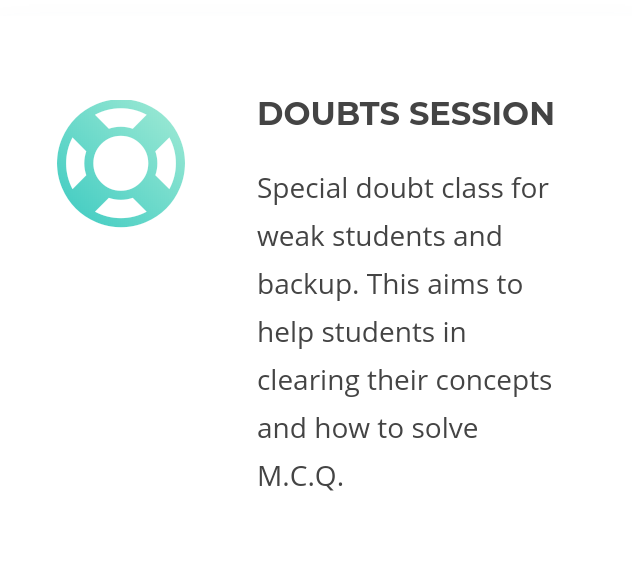 DOUBTS SESSION
Special doubt class for
weak students and
backup. This aims to
help students in
clearing their concepts
and how to solve
M.C.Q.